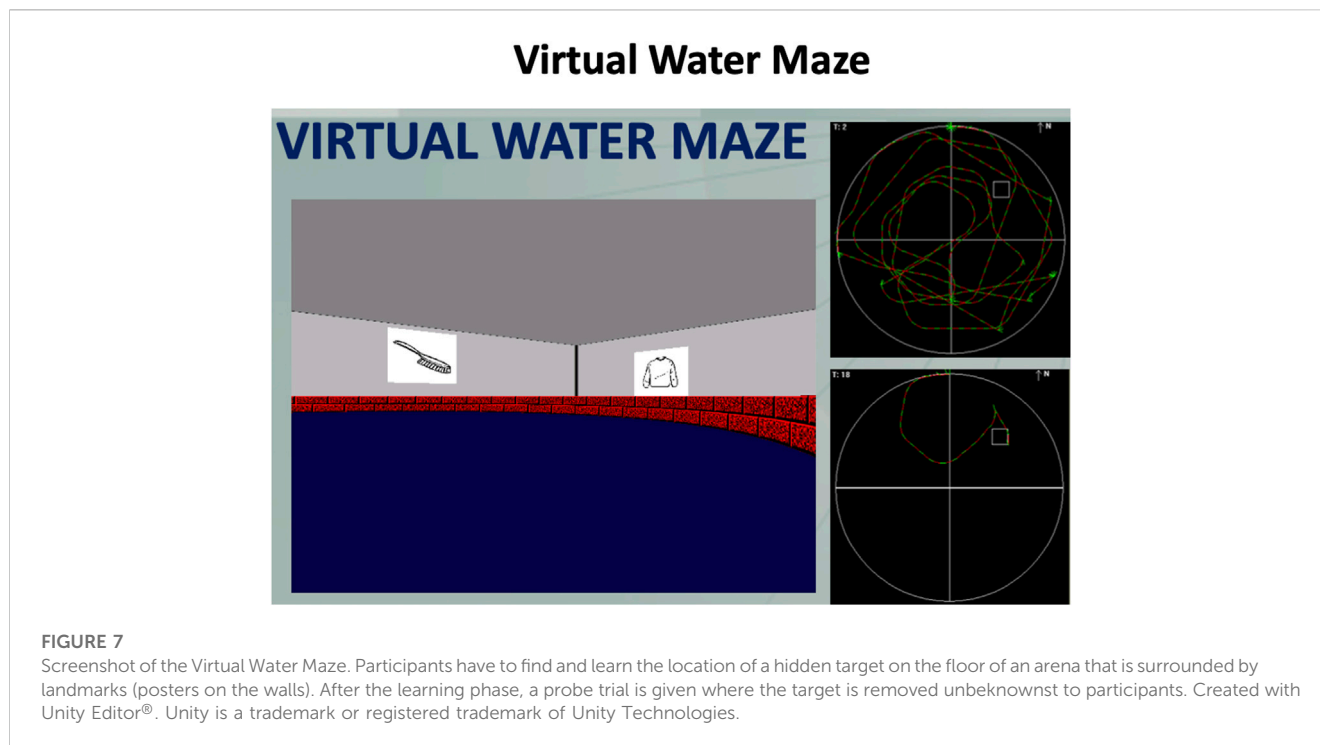 Virtual Water Maze
VIRTUAL WATER MAZE
T: 2
↑N
T: 18
↑N
FIGURE 7
Screenshot of the Virtual Water Maze. Participants have to find and learn the location of a hidden target on the floor of an arena that is surrounded by
landmarks (posters on the walls). After the learning phase, a probe trial is given where the target is removed unbeknownst to participants. Created with
Unity Editor®. Unity is a trademark or registered trademark of Unity Technologies.